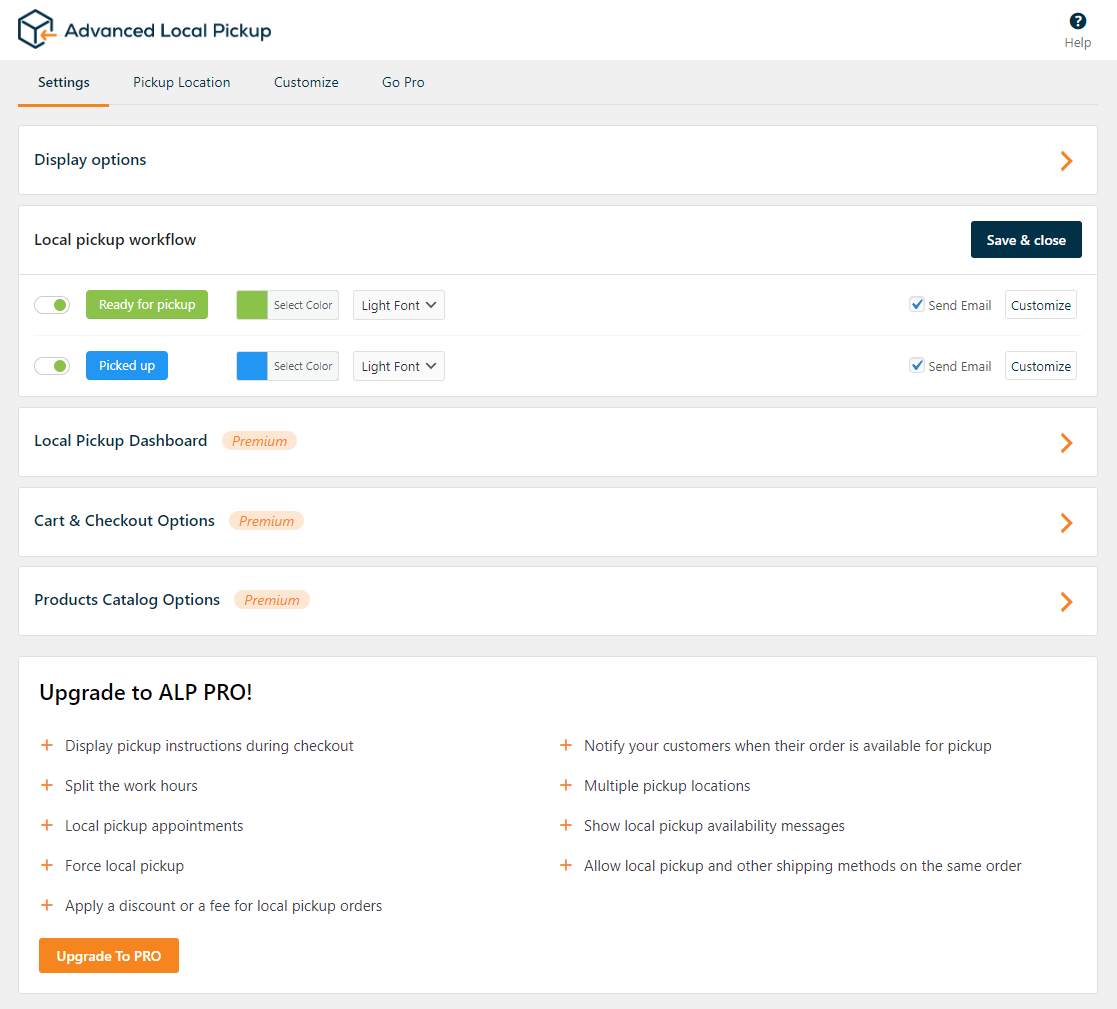 Advanced Local Pickup
?
Help
Settings Pickup Location Customize Go Pro
Display options
Local pickup workflow Save & close
Ready for pickup Select Color Light Font Send Email Customize
Picked up Select Color Light Font Send Email Customize
Local Pickup Dashboard Premium
Cart & Checkout Options Premium
Products Catalog Options Premium
Upgrade to ALP PRO!
+ Display pickup instructions during checkout
+ Notify your customers when their order is available for pickup
+ Split the work hours
+ Multiple pickup locations
+ Local pickup appointments
+ Show local pickup availability messages
+ Force local pickup
+ Allow local pickup and other shipping methods on the same order
+ Apply a discount or a fee for local pickup orders
Upgrade To PRO